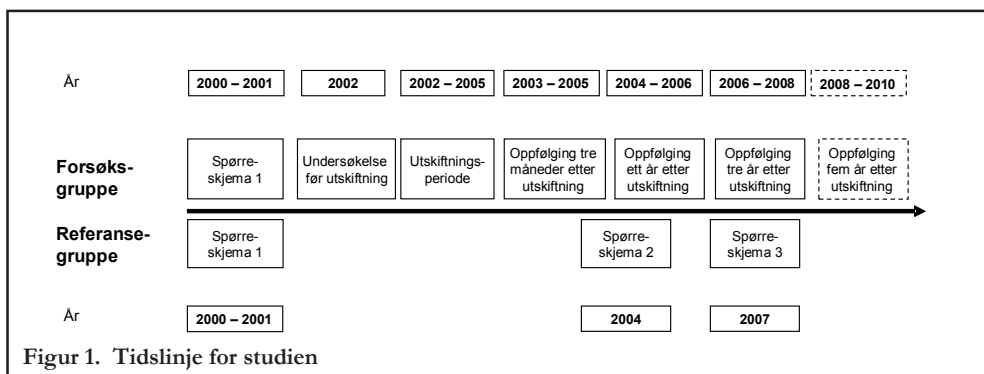 År
2000 – 2001
2002
2002 – 2005
2003 – 2005
2004 – 2006
2006 – 2008
2008 – 2010
Forsøks-
gruppe
Spørre-
skjema 1
Undersøkelse
før utskiftning
Utskiftnings-
periode
Oppfølging tre
måneder etter
utskiftning
Oppfølging
ett år etter
utskiftning
Oppfølging
tre år etter
utskiftning
Oppfølging
fem år etter
utskiftning
Referanse-
gruppe
Spørre-
skjema 1
Spørre-
skjema 2
Spørre-
skjema 3
År
2000 – 2001
2004
2007
Figur 1. Tidslinje for studien